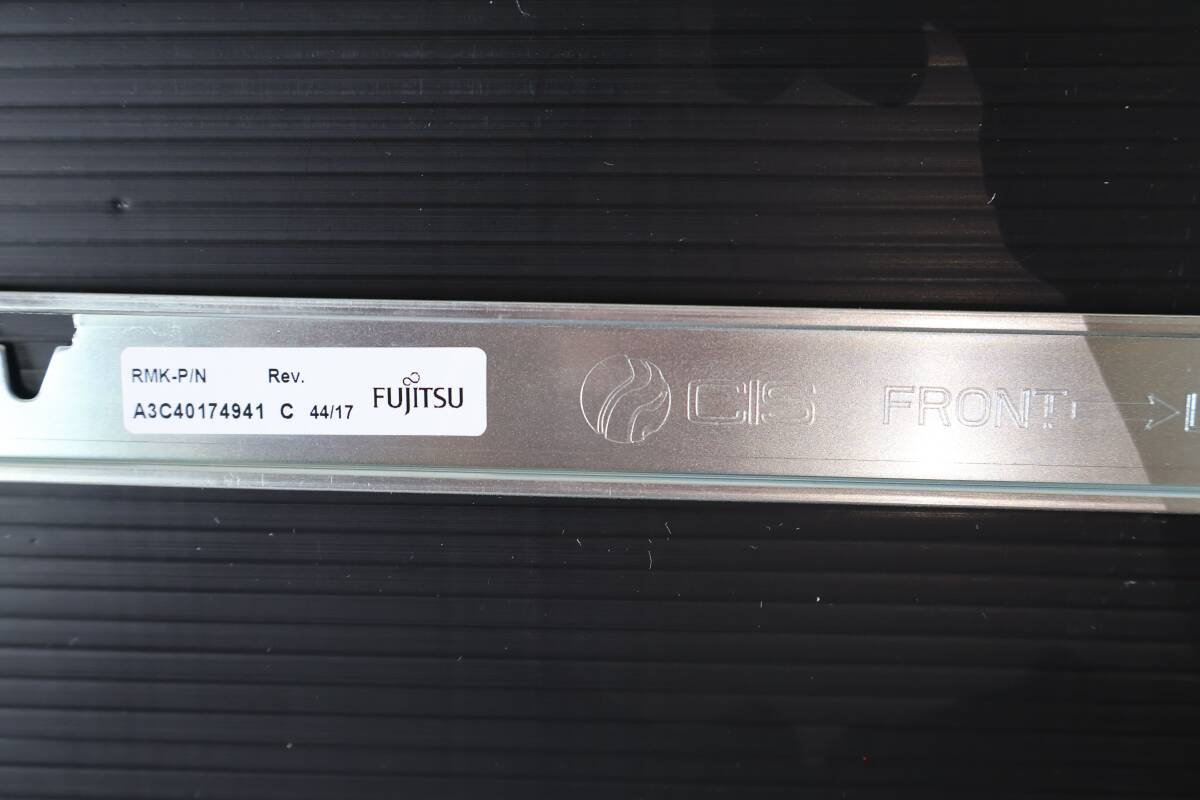 RMK-P/N Rev.
A3C40174941 C 44/17 FUJITSU
CIS FRONT